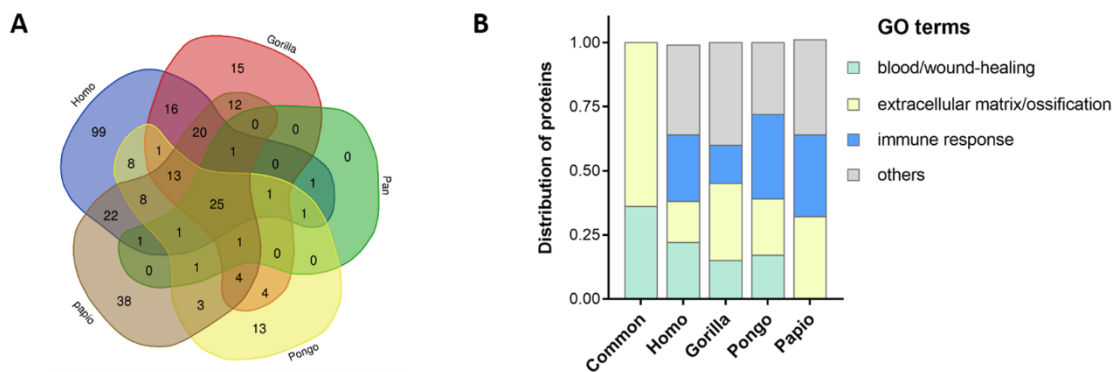 A
Gorilla
Homo
Pan
papio
Pongo
15
16
12
99
20
0
0
0
1
0
8
1
13
1
8
25
1
1
22
1
1
1
0
0
0
1
4
38
3
4
13
B
Distribution of proteins
1.00
0.75
0.50
0.25
0.00
Common
Homo
Gorilla
Pongo
Papio
GO terms
blood/wound-healing
extracellular matrix/ossification
immune response
others